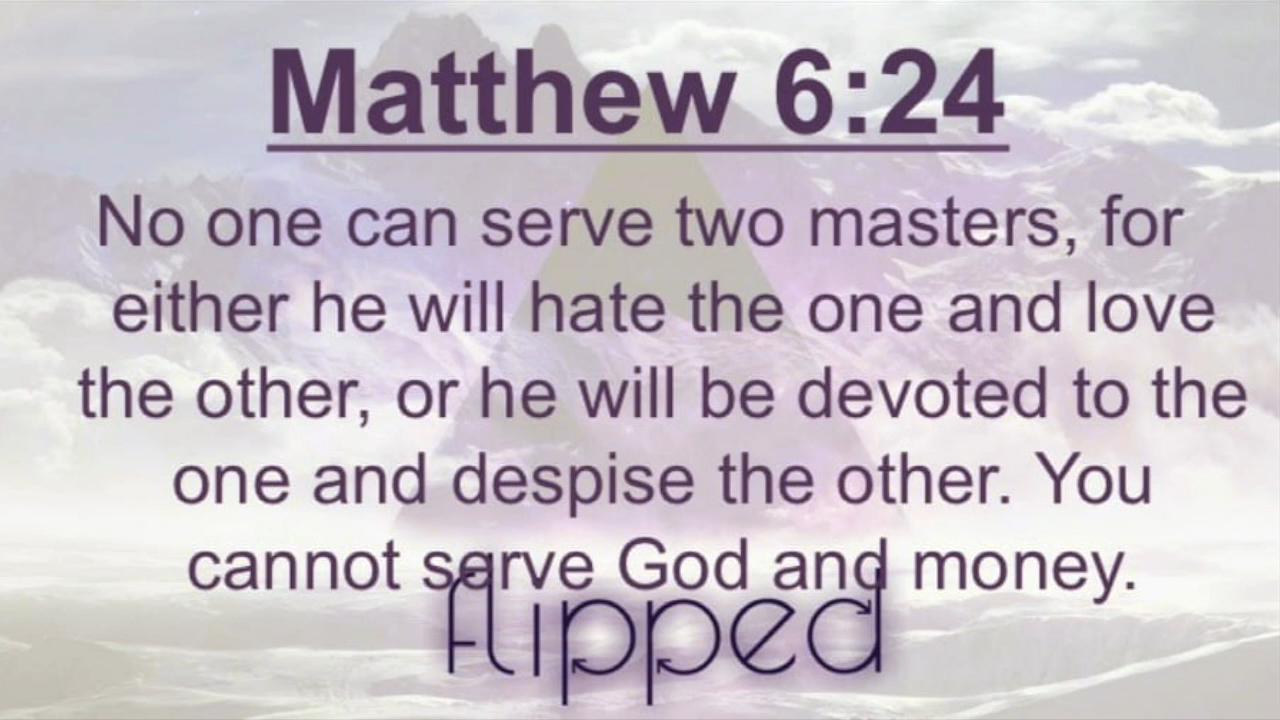 Matthew 6:24
No one can serve two masters, for
either he will hate the one and love
the other, or he will be devoted to the
one and despise the other. You
cannot serve God and money.
flipped